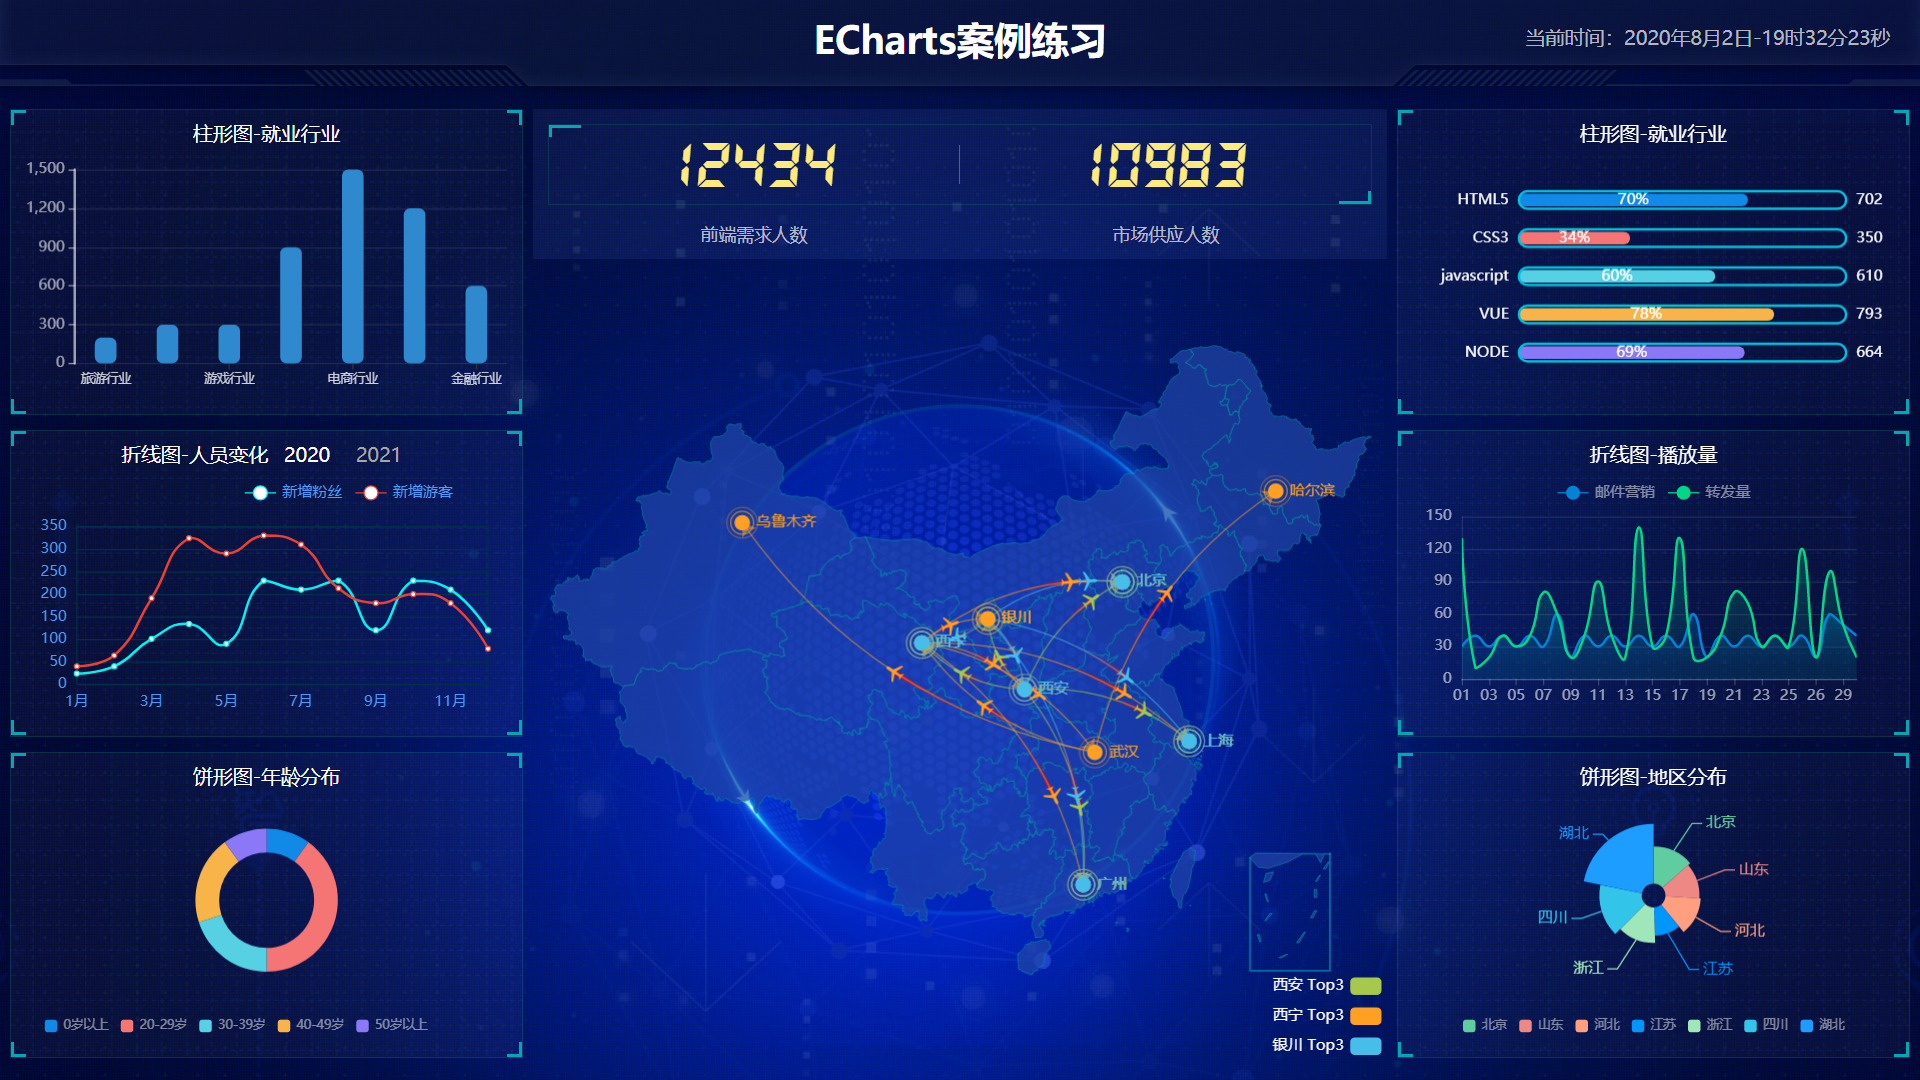 ECharts案例练习
当前时间：2020年8月2日-19时32分23秒
柱形图-就业行业
1,500
1,200
900
600
300
0
旅游行业 游戏行业 电商行业 金融行业
折线图-人员变化 2020 2021
新增粉丝 新增游客
350
300
250
200
150
100
50
0
1月 3月 5月 7月 9月 11月
饼形图-年龄分布
0岁以上 20-29岁 30-39岁 40-49岁 50岁以上
12434 10983
前端需求人数 市场供应人数
哈尔滨
乌鲁木齐
北京
银川
西宁
西安
上海
武汉
广州
西安 Top3
西宁 Top3
银川 Top3
柱形图-就业行业
HTML5 70% 702
CSS3 34% 350
javascript 60% 610
VUE 78% 793
NODE 69% 664
折线图-播放量
邮件营销 转发量
150
120
90
60
30
0
01 03 05 07 09 11 13 15 17 19 21 23 25 26 29
饼形图-地区分布
北京
湖北
山东
四川
河北
浙江
江苏
北京 山东 河北 江苏 浙江 四川 湖北